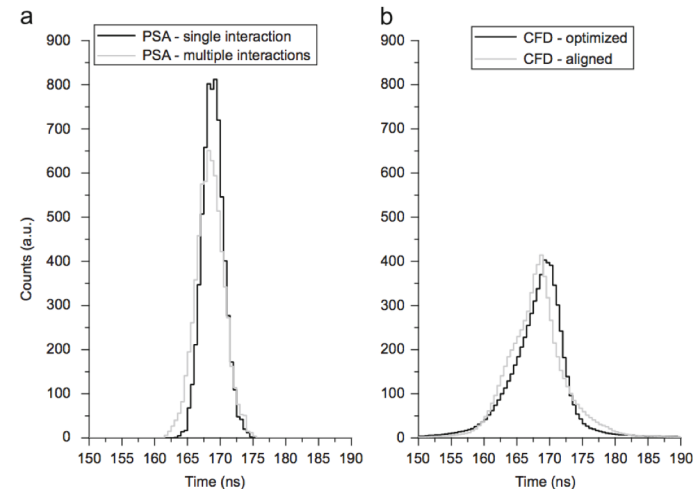 a
PSA - single interaction
PSA - multiple interactions
900
800
700
600
500
400
300
200
100
0
Counts (a.u.)
150 155 160 165 170 175 180 185 190
Time (ns)
b
CFD - optimized
CFD - aligned
900
800
700
600
500
400
300
200
100
0
150 155 160 165 170 175 180 185 190
Time (ns)